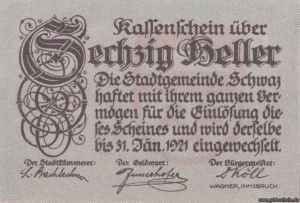 Kassenschein über
Sechzig Heller
Die Stadtgemeinde Schwaz
haftet mit ihrem ganzen Ver-
mögen für die Einlösung die-
ses Scheines und wird derselbe
bis 31. Jän. 1921 eingewechselt.
Der Stadtkämmerer: Der Geldwart: Der Bürgermeister:
WAGNER, INNSBRUCK.